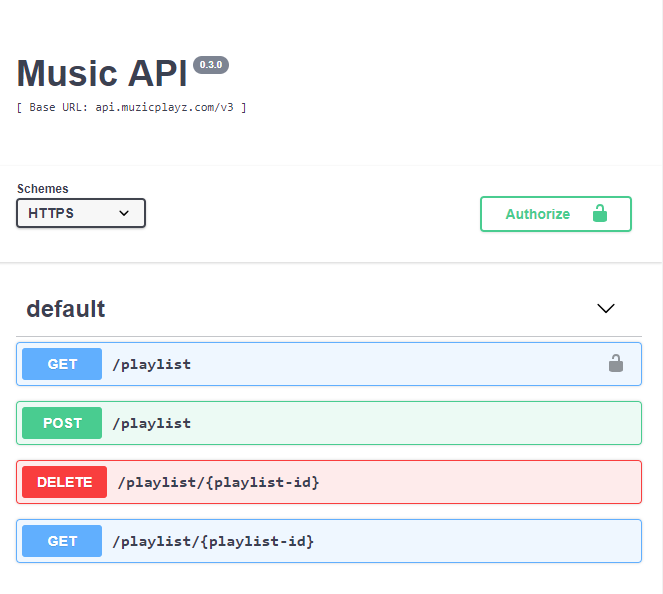 Music API 0.3.0
[ Base URL: api.muzicplayz.com/v3 ]
Schemes
HTTPS
Authorize
default
GET /playlist
POST /playlist
DELETE /playlist/{playlist-id}
GET /playlist/{playlist-id}